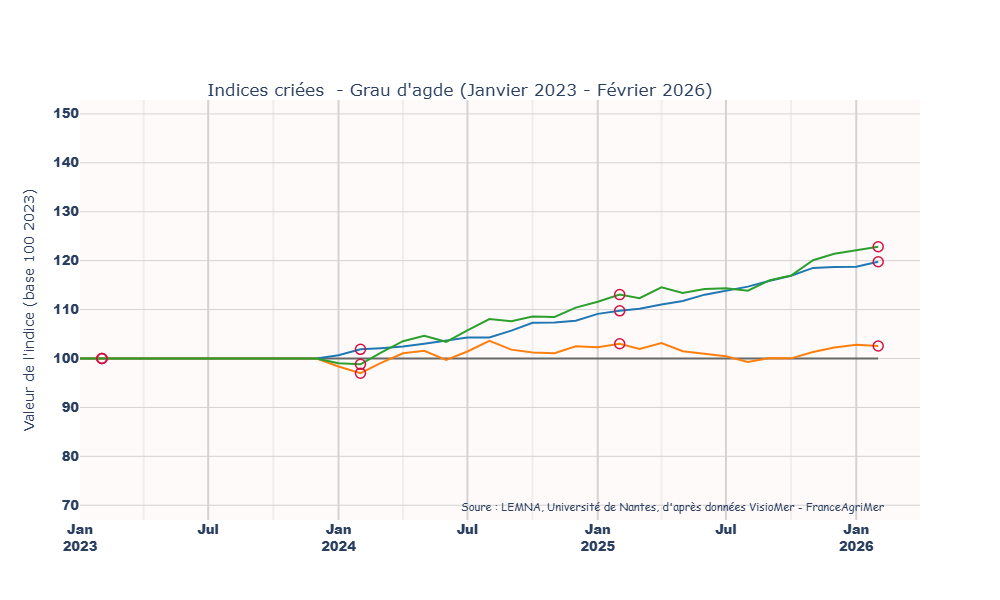 Indices criées - Grau d'agde (Janvier 2023 - Février 2026)
Valeur de l'indice (base 100 2023)
150
140
130
120
110
100
90
80
70
Soure : LEMNA, Université de Nantes, d'après données VisioMer - FranceAgriMer
Jan Jul Jan Jul Jan Jul Jan
2023 2024 2025 2026